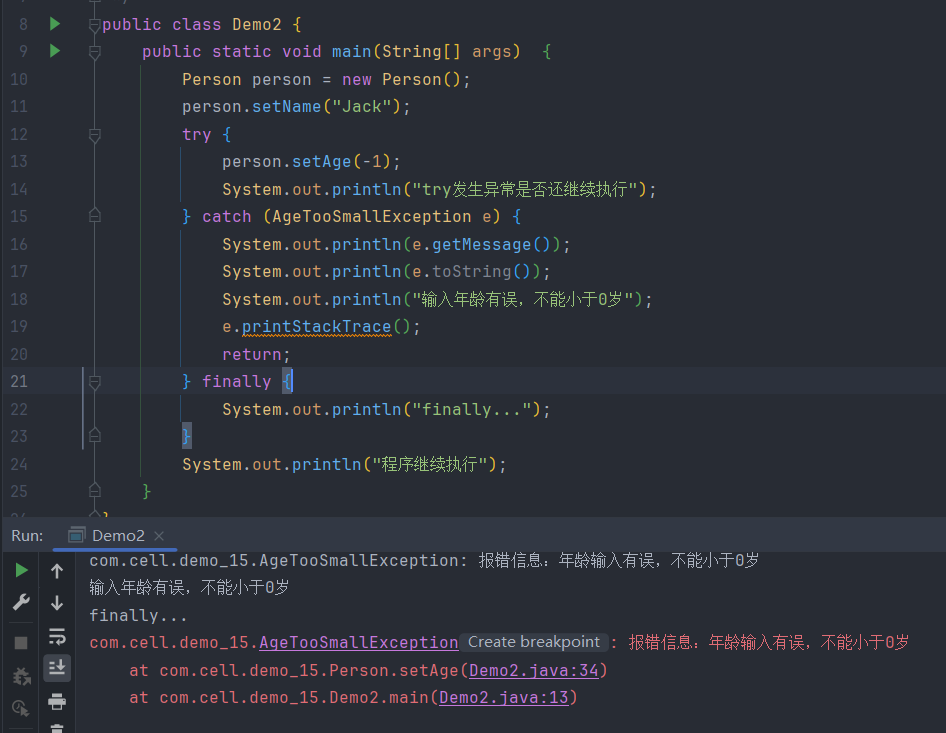 8 public class Demo2 {
9 public static void main(String[] args) {
10 Person person = new Person();
11 person.setName("Jack");
12 try {
13 person.setAge(-1);
14 System.out.println("try发生异常是否还继续执行");
15 } catch (AgeTooSmallException e) {
16 System.out.println(e.getMessage());
17 System.out.println(e.toString());
18 System.out.println("输入年龄有误，不能小于0岁");
19 e.printStackTrace();
20 return;
21 } finally {
22 System.out.println("finally...");
23 }
24 System.out.println("程序继续执行");
25 }
}
Run: Demo2
com.cell.demo_15.AgeTooSmallException: 报错信息：年龄输入有误，不能小于0岁
输入年龄有误，不能小于0岁
finally...
com.cell.demo_15.AgeTooSmallException Create breakpoint : 报错信息：年龄输入有误，不能小于0岁
at com.cell.demo_15.Person.setAge(Demo2.java:34)
at com.cell.demo_15.Demo2.main(Demo2.java:13)